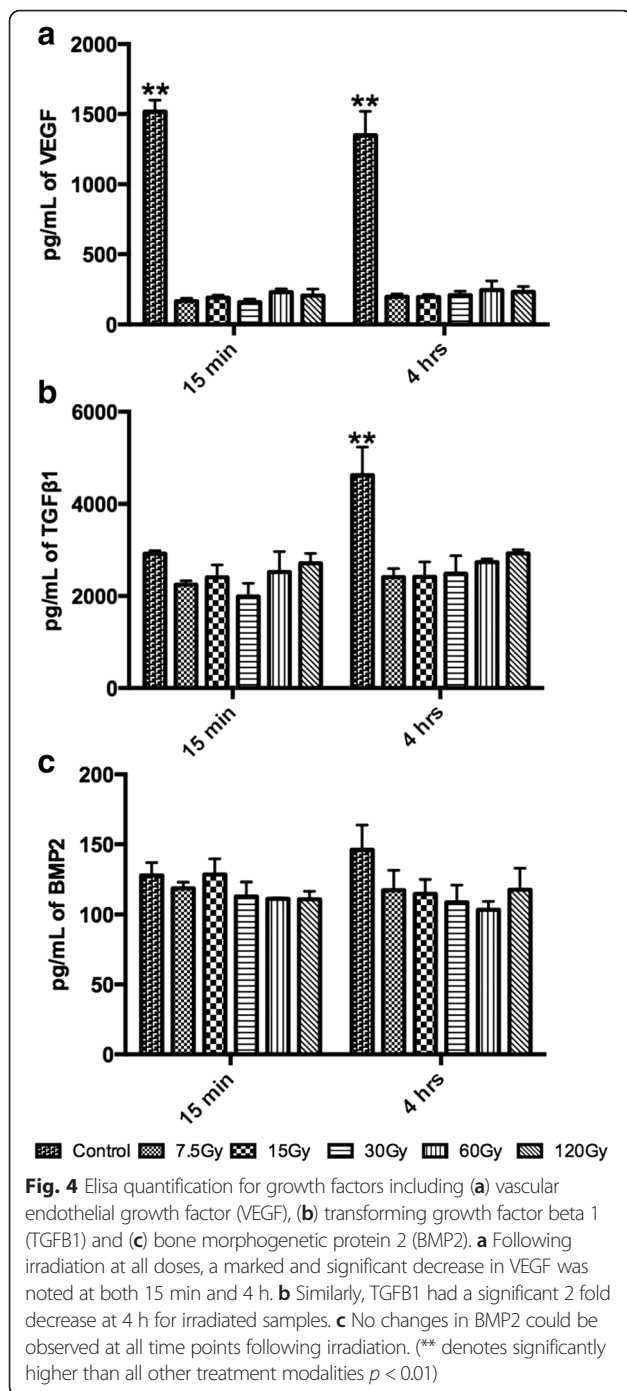 a
2000
1500
1000
500
0
pg/mL of VEGF
**
**
15 min
4 hrs
b
6000
4000
2000
0
pg/mL of TGFβ1
**
15 min
4 hrs
c
200
150
100
50
0
pg/mL of BMP2
15 min
4 hrs
Control 7.5Gy 15Gy 30Gy 60Gy 120Gy
Fig. 4 Elisa quantification for growth factors including (a) vascular
endothelial growth factor (VEGF), (b) transforming growth factor beta 1
(TGFB1) and (c) bone morphogenetic protein 2 (BMP2). a Following
irradiation at all doses, a marked and significant decrease in VEGF was
noted at both 15 min and 4 h. b Similarly, TGFB1 had a significant 2 fold
decrease at 4 h for irradiated samples. c No changes in BMP2 could be
observed at all time points following irradiation. (** denotes significantly
higher than all other treatment modalities p < 0.01)